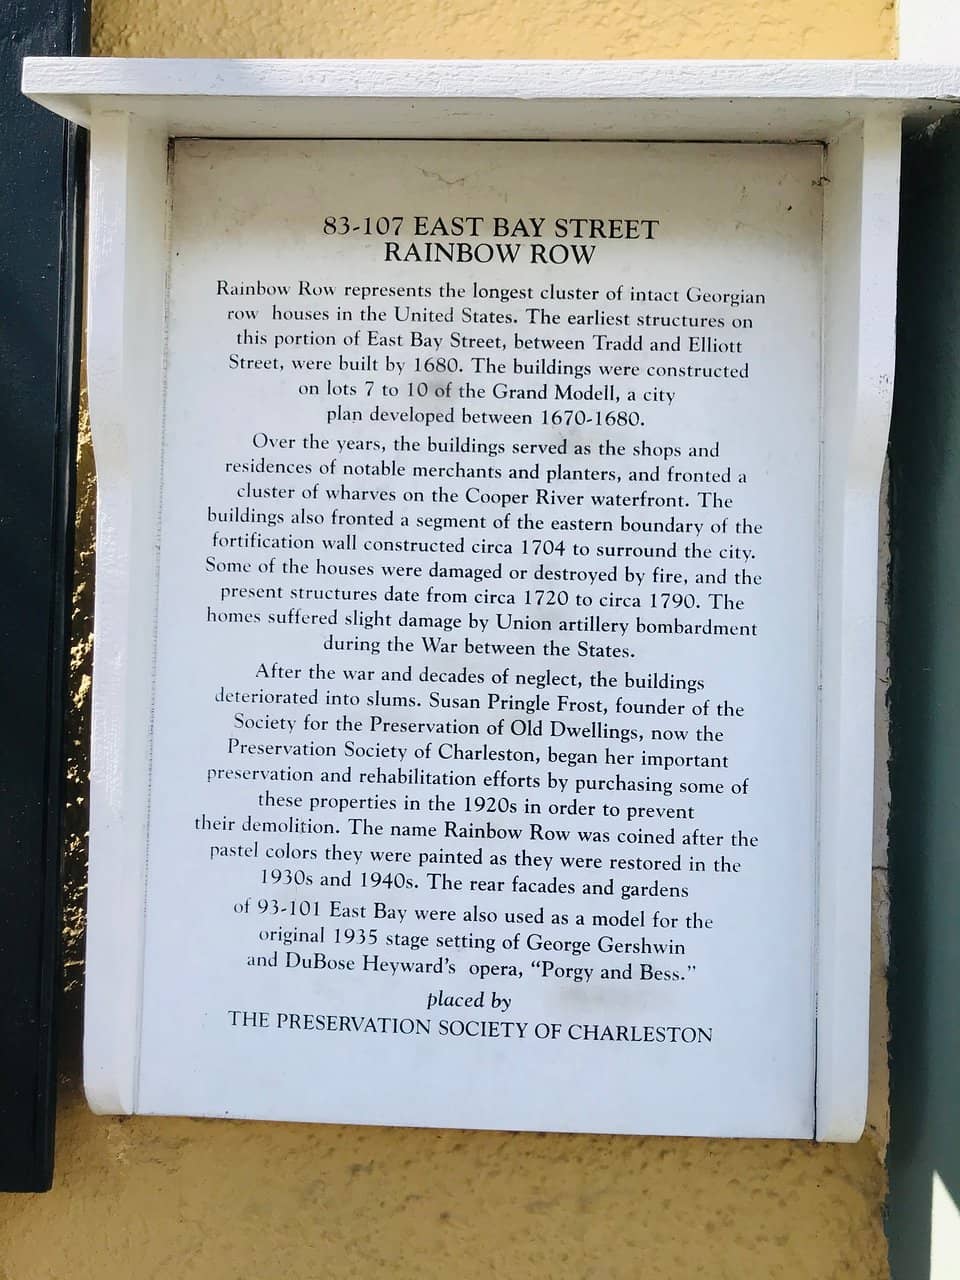 83-107 EAST BAY STREET
RAINBOW ROW
Rainbow Row represents the longest cluster of intact Georgian
row houses in the United States. The earliest structures on
this portion of East Bay Street, between Tradd and Elliott
Street, were built by 1680. The buildings were constructed
on lots 7 to 10 of the Grand Modell, a city
plan developed between 1670-1680.
Over the years, the buildings served as the shops and
residences of notable merchants and planters, and fronted a
cluster of wharves on the Cooper River waterfront. The
buildings also fronted a segment of the eastern boundary of the
fortification wall constructed circa 1704 to surround the city.
Some of the houses were damaged or destroyed by fire, and the
present structures date from circa 1720 to circa 1790. The
homes suffered slight damage by Union artillery bombardment
during the War between the States.
After the war and decades of neglect, the buildings
deteriorated into slums. Susan Pringle Frost, founder of the
Society for the Preservation of Old Dwellings, now the
Preservation Society of Charleston, began her important
preservation and rehabilitation efforts by purchasing some of
these properties in the 1920s in order to prevent
their demolition. The name Rainbow Row was coined after the
pastel colors they were painted as they were restored in the
1930s and 1940s. The rear facades and gardens
of 93-101 East Bay were also used as a model for the
original 1935 stage setting of George Gershwin
and DuBose Heyward's opera, "Porgy and Bess."
placed by
THE PRESERVATION SOCIETY OF CHARLESTON